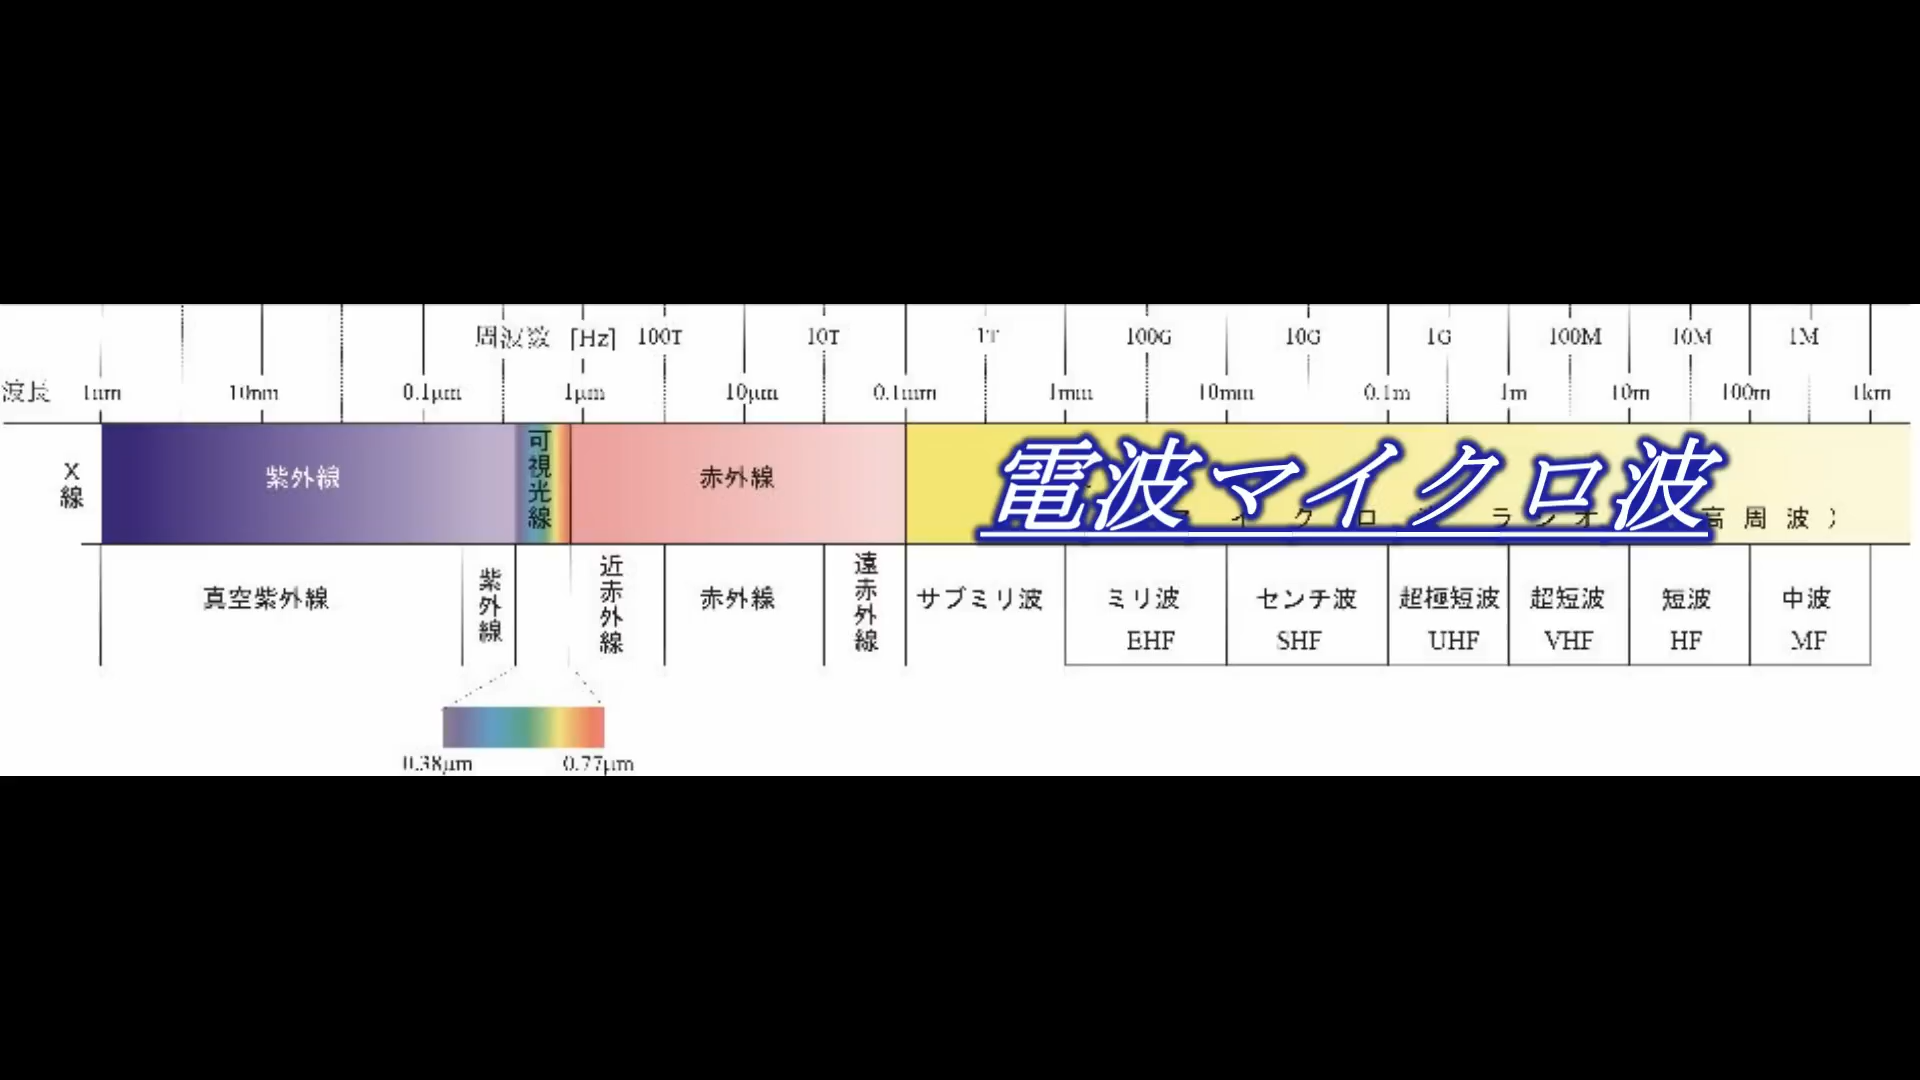 周波数 [Hz] 100T 10T 1T 100G 10G 1G 100M 10M 1M
波長 1nm 10nm 0.1μm 1μm 10μm 0.1mm 1mm 10mm 0.1m 1m 10m 100m 1km
X線 紫外線 可視光線 赤外線 電波マイクロ波
高周波）
真空紫外線 紫外線 近赤外線 赤外線 遠赤外線 サブミリ波 ミリ波 センチ波 超極短波 超短波 短波 中波
EHF SHF UHF VHF HF MF
0.38μm 0.77μm